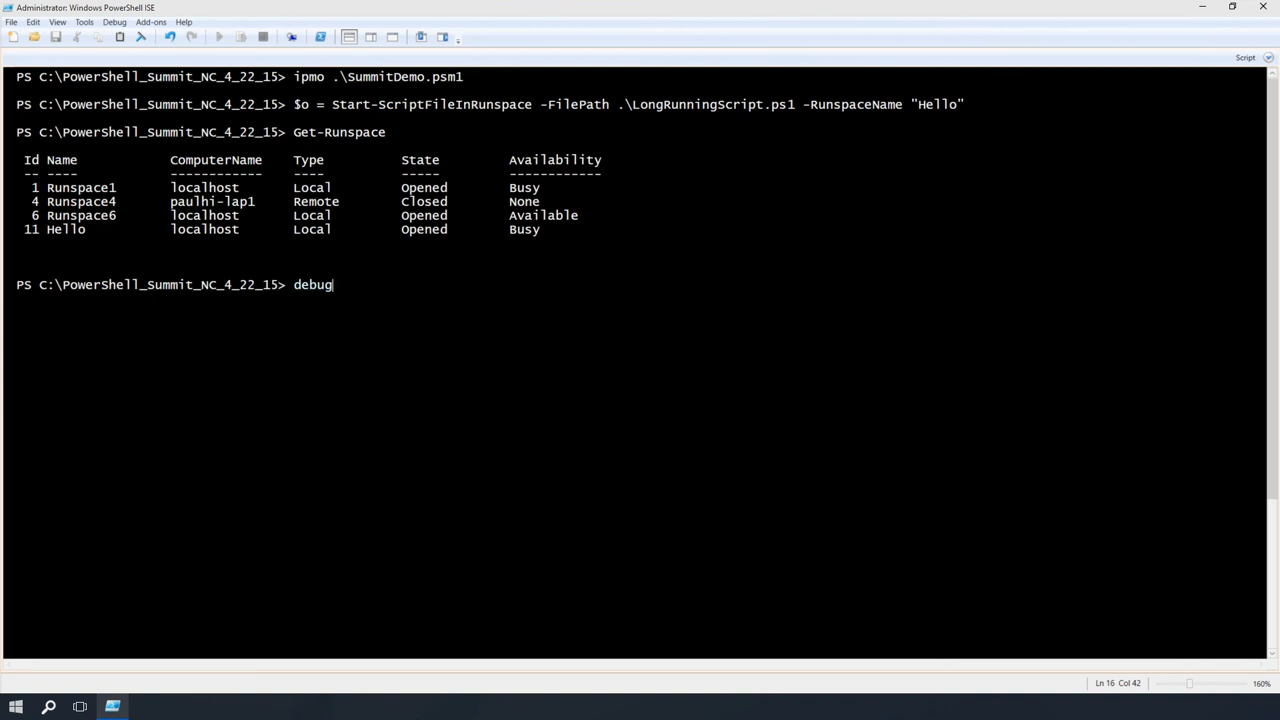 Administrator: Windows PowerShell ISE
File Edit View Tools Debug Add-ons Help
Script
PS C:\PowerShell_Summit_NC_4_22_15> ipmo .\SummitDemo.psm1
PS C:\PowerShell_Summit_NC_4_22_15> $o = Start-ScriptFileInRunspace -FilePath .\LongRunningScript.ps1 -RunspaceName "Hello"
PS C:\PowerShell_Summit_NC_4_22_15> Get-Runspace
Id Name ComputerName Type State Availability
-- ---- ------------ ---- ----- ------------
1 Runspace1 localhost Local Opened Busy
4 Runspace4 paulhi-lap1 Remote Closed None
6 Runspace6 localhost Local Opened Available
11 Hello localhost Local Opened Busy
PS C:\PowerShell_Summit_NC_4_22_15> debug
Ln 16 Col 42 160%